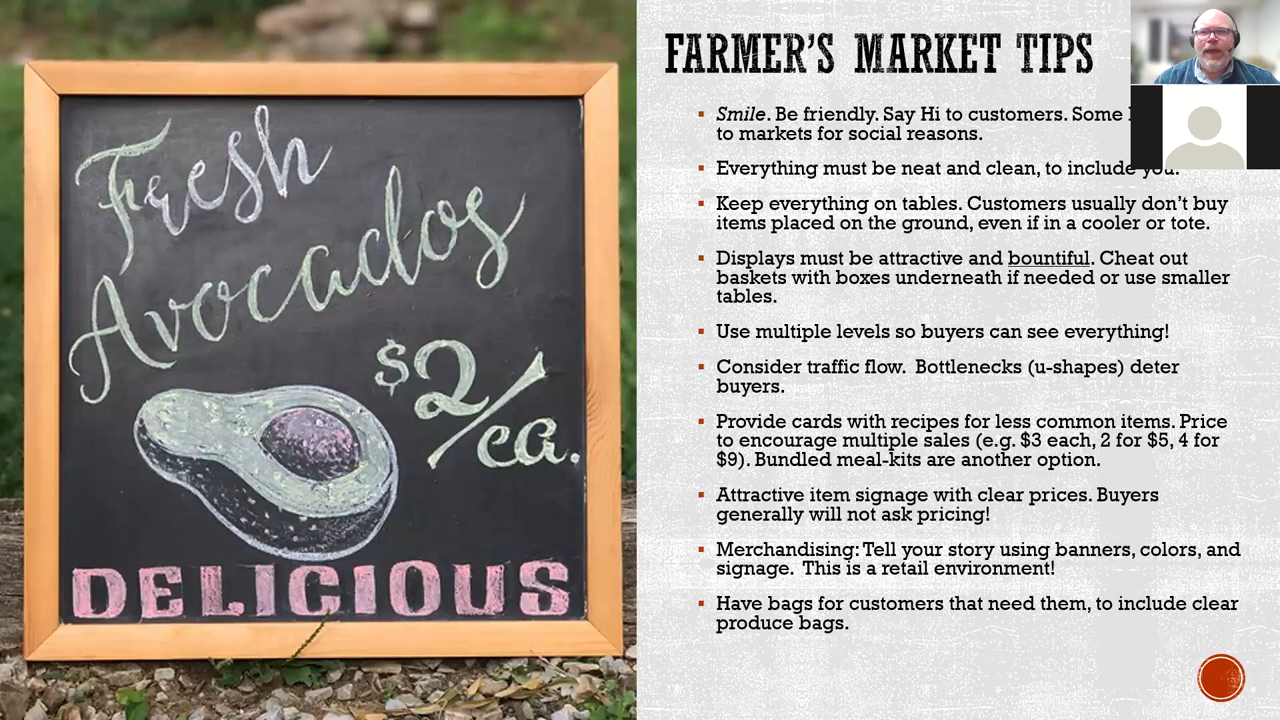 Fresh
Avocados
$2/ea.
DELICIOUS
FARMER'S MARKET TIPS
▪ Smile. Be friendly. Say Hi to customers. Some
to markets for social reasons.
▪ Everything must be neat and clean, to include you.
▪ Keep everything on tables. Customers usually don't buy
items placed on the ground, even if in a cooler or tote.
▪ Displays must be attractive and bountiful. Cheat out
baskets with boxes underneath if needed or use smaller
tables.
▪ Use multiple levels so buyers can see everything!
▪ Consider traffic flow. Bottlenecks (u-shapes) deter
buyers.
▪ Provide cards with recipes for less common items. Price
to encourage multiple sales (e.g. $3 each, 2 for $5, 4 for
$9). Bundled meal-kits are another option.
▪ Attractive item signage with clear prices. Buyers
generally will not ask pricing!
▪ Merchandising: Tell your story using banners, colors, and
signage. This is a retail environment!
▪ Have bags for customers that need them, to include clear
produce bags.